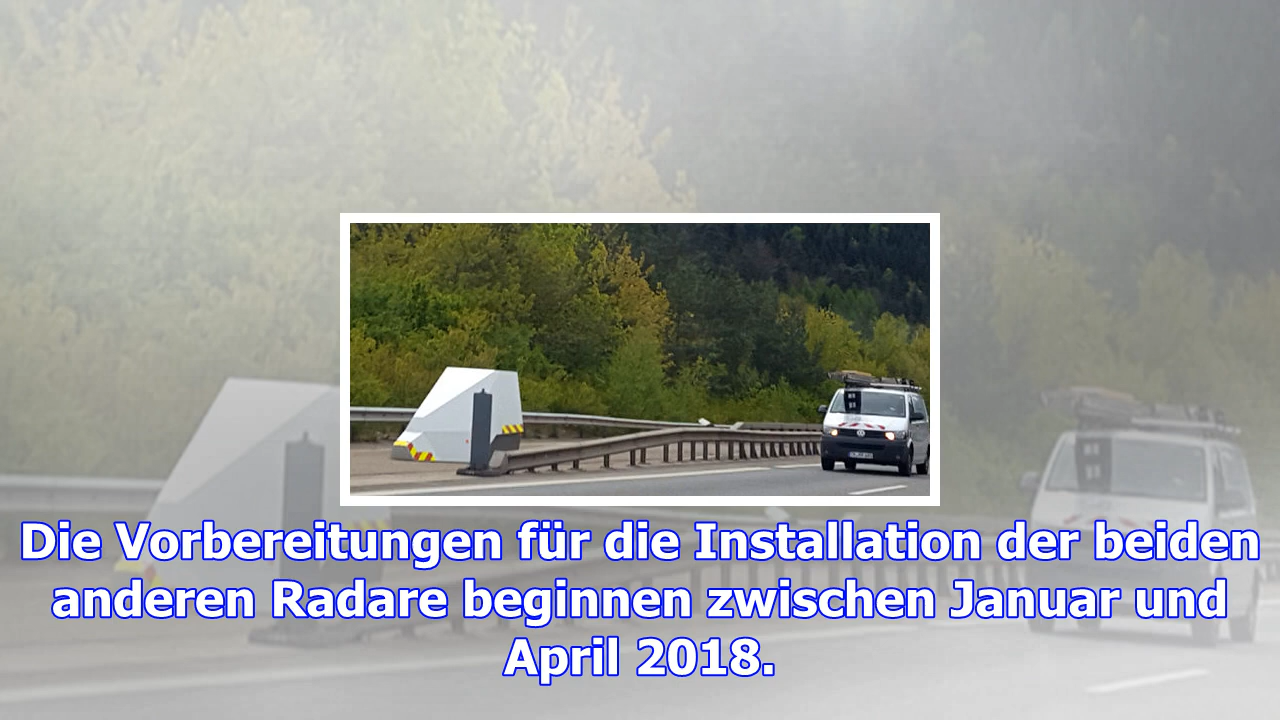 Die Vorbereitungen für die Installation der beiden
anderen Radare beginnen zwischen Januar und
April 2018.